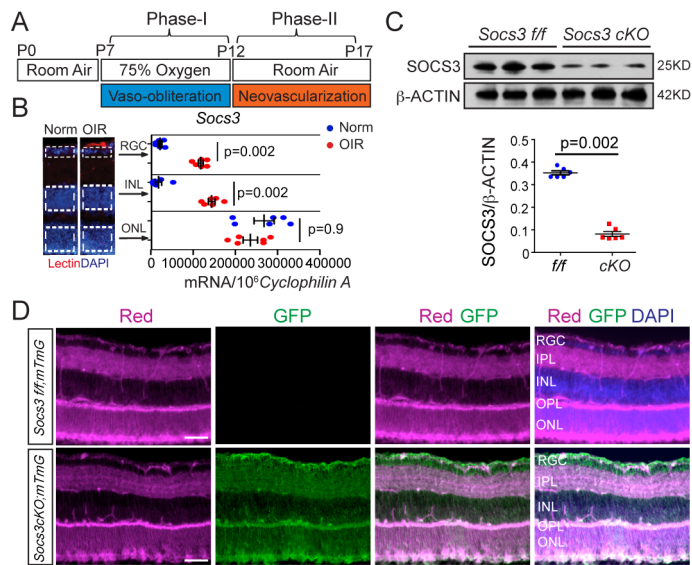 A
Phase-I Phase-II
P0 P7 P12 P17
Room Air 75% Oxygen Room Air
Vaso-obliteration Neovascularization
B
Socs3
Norm OIR
Norm
OIR
RGC
p=0.002
INL
p=0.002
ONL
p=0.9
LectinDAPI
0 100000 200000 300000 400000
mRNA/10⁶Cyclophilin A
C
Socs3 f/f Socs3 cKO
SOCS3 25KD
β-ACTIN 42KD
p=0.002
SOCS3/β-ACTIN
0.5
0.4
0.3
0.2
0.1
0
f/f cKO
D
Red GFP Red GFP Red GFP DAPI
Socs3 f/f;mTmG
RGC
IPL
INL
OPL
ONL
Socs3cKO;mTmG
RGC
IPL
INL
OPL
ONL